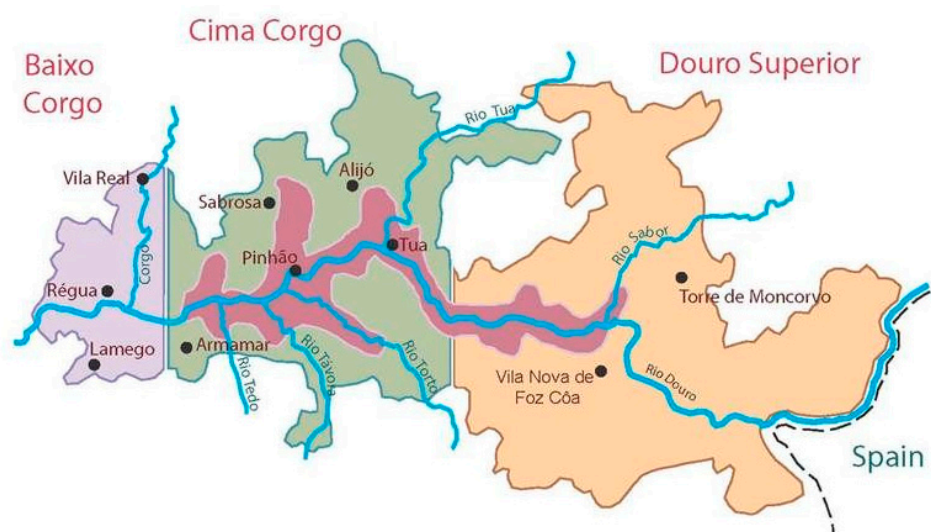 Baixo
Corgo
Cima Corgo
Douro Superior
Rio Tua
Vila Real
Alijó
Sabrosa
Corgo
Rio Sabor
Pinhão
Tua
Régua
Torre de Moncorvo
Lamego
Armamar
Rio Tedo
Rio Távora
Rio Torto
Vila Nova de
Foz Côa
Rio Douro
Spain